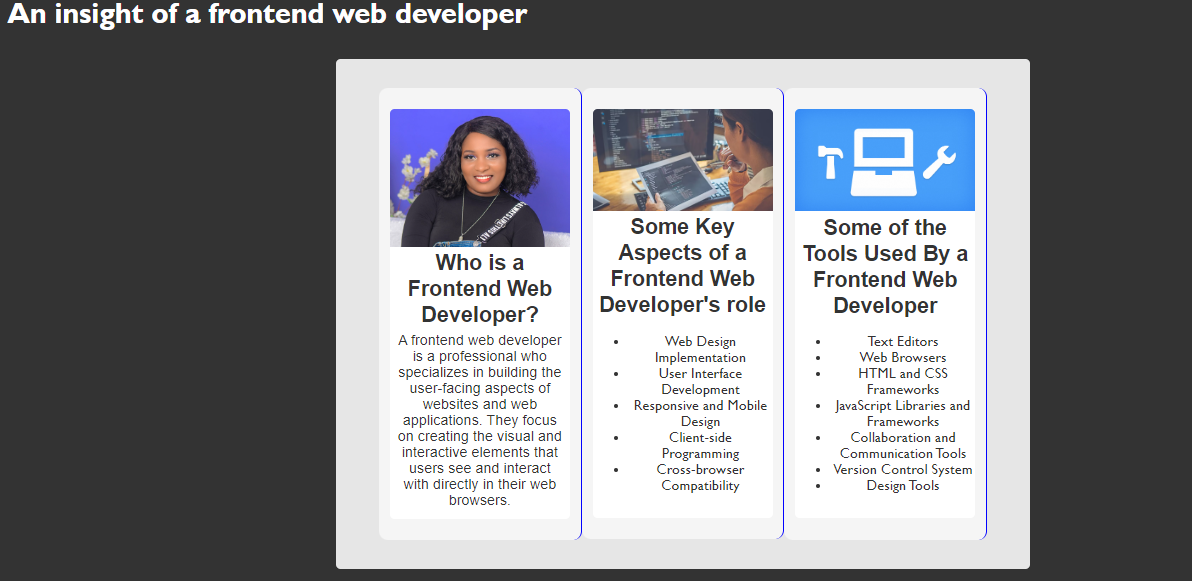 An insight of a frontend web developer
Who is a
Frontend Web
Developer?
A frontend web developer
is a professional who
specializes in building the
user-facing aspects of
websites and web
applications. They focus
on creating the visual and
interactive elements that
users see and interact
with directly in their web
browsers.
Some Key
Aspects of a
Frontend Web
Developer's role
• Web Design
Implementation
• User Interface
Development
• Responsive and Mobile
Design
• Client-side
Programming
• Cross-browser
Compatibility
Some of the
Tools Used By a
Frontend Web
Developer
• Text Editors
• Web Browsers
• HTML and CSS
Frameworks
• JavaScript Libraries and
Frameworks
• Collaboration and
Communication Tools
• Version Control System
• Design Tools